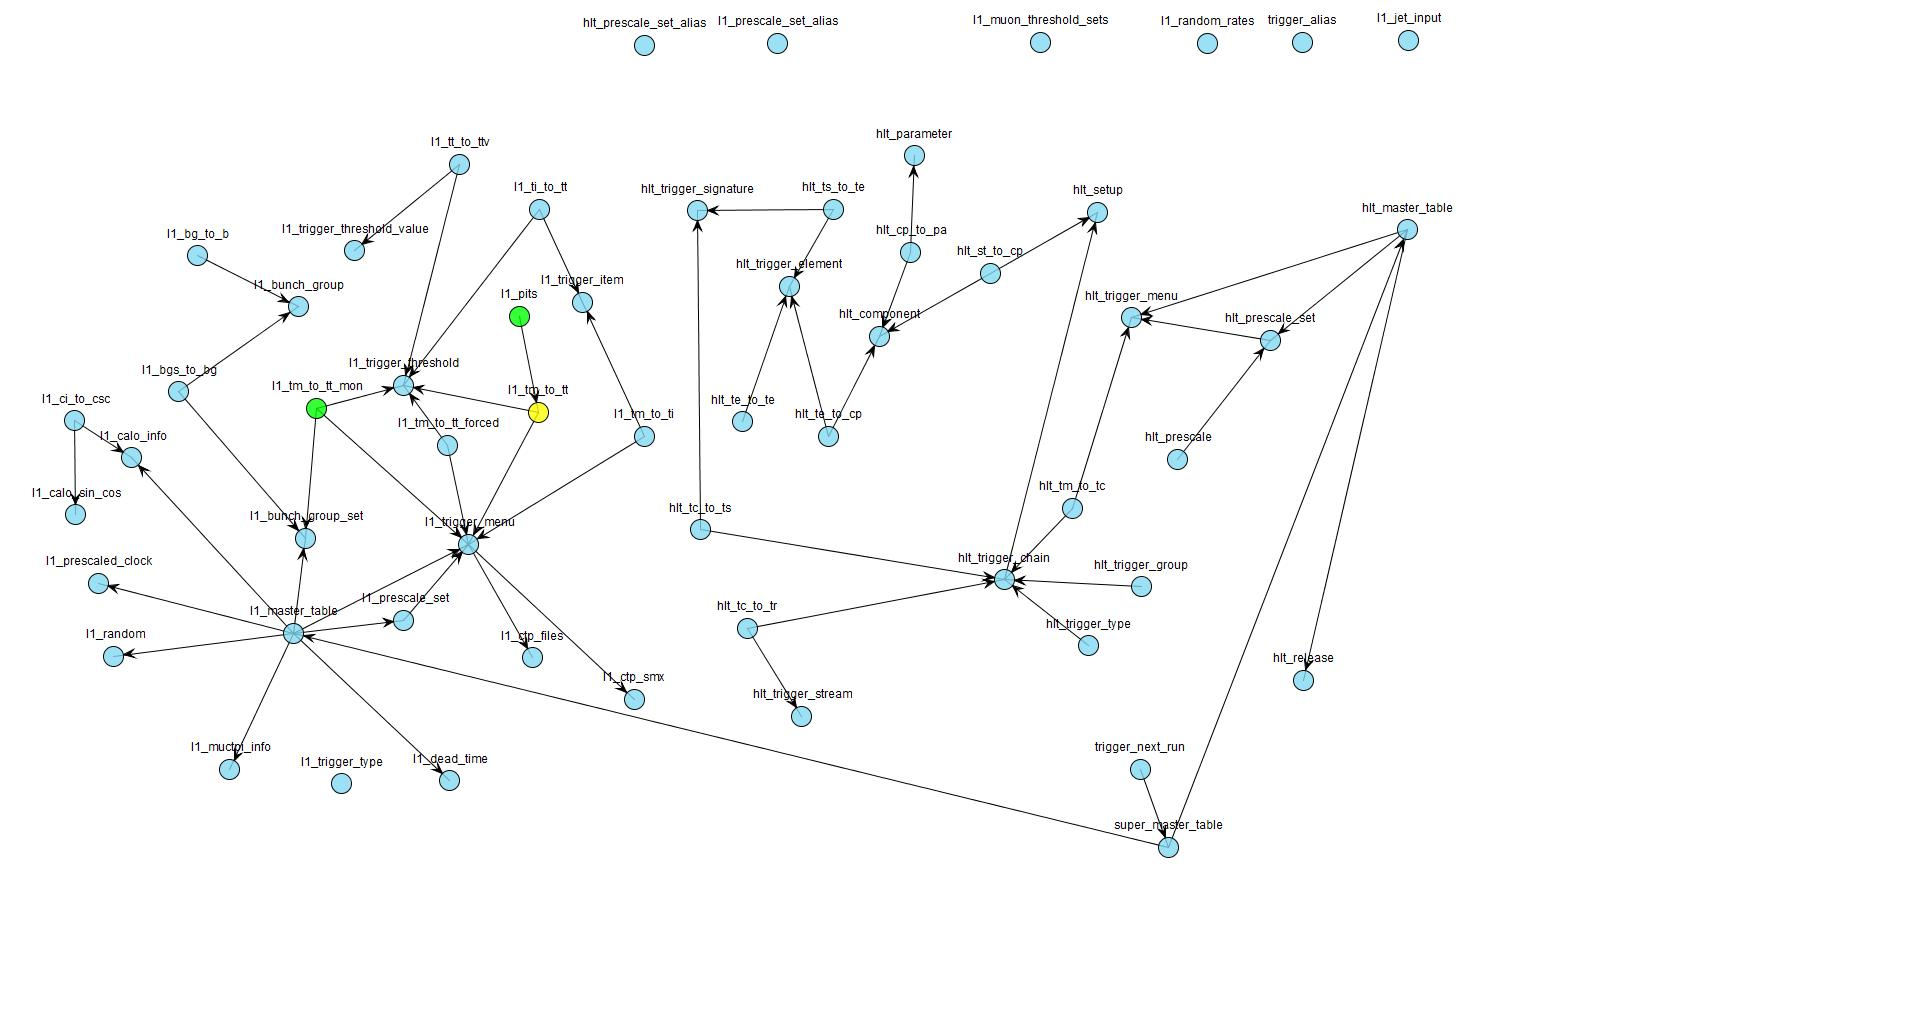 hlt_prescale_set_alias
l1_prescale_set_alias
l1_muon_threshold_sets
l1_random_rates
trigger_alias
l1_jet_input
l1_tt_to_ttv
hlt_parameter
l1_ti_to_tt
hlt_trigger_signature
hlt_ts_to_te
hlt_setup
hlt_master_table
l1_bg_to_b
l1_trigger_threshold_value
hlt_cp_to_pa
hlt_st_to_cp
hlt_trigger_element
l1_bunch_group
l1_trigger_item
l1_pits
hlt_trigger_menu
hlt_component
hlt_prescale_set
l1_trigger_threshold
l1_bgs_to_bg
l1_tm_to_tt_mon
l1_tm_to_tt
l1_ci_to_csc
hlt_te_to_te
l1_tm_to_ti
hlt_te_to_cp
l1_tm_to_tt_forced
l1_calo_info
hlt_prescale
l1_calo_sin_cos
hlt_tm_to_tc
hlt_tc_to_ts
l1_bunch_group_set
l1_trigger_menu
l1_prescaled_clock
hlt_trigger_chain
hlt_trigger_group
l1_prescale_set
l1_master_table
hlt_tc_to_tr
hlt_trigger_type
l1_random
l1_ctp_files
hlt_release
l1_ctp_smx
hlt_trigger_stream
l1_muctpi_info
trigger_next_run
l1_trigger_type
l1_dead_time
super_master_table